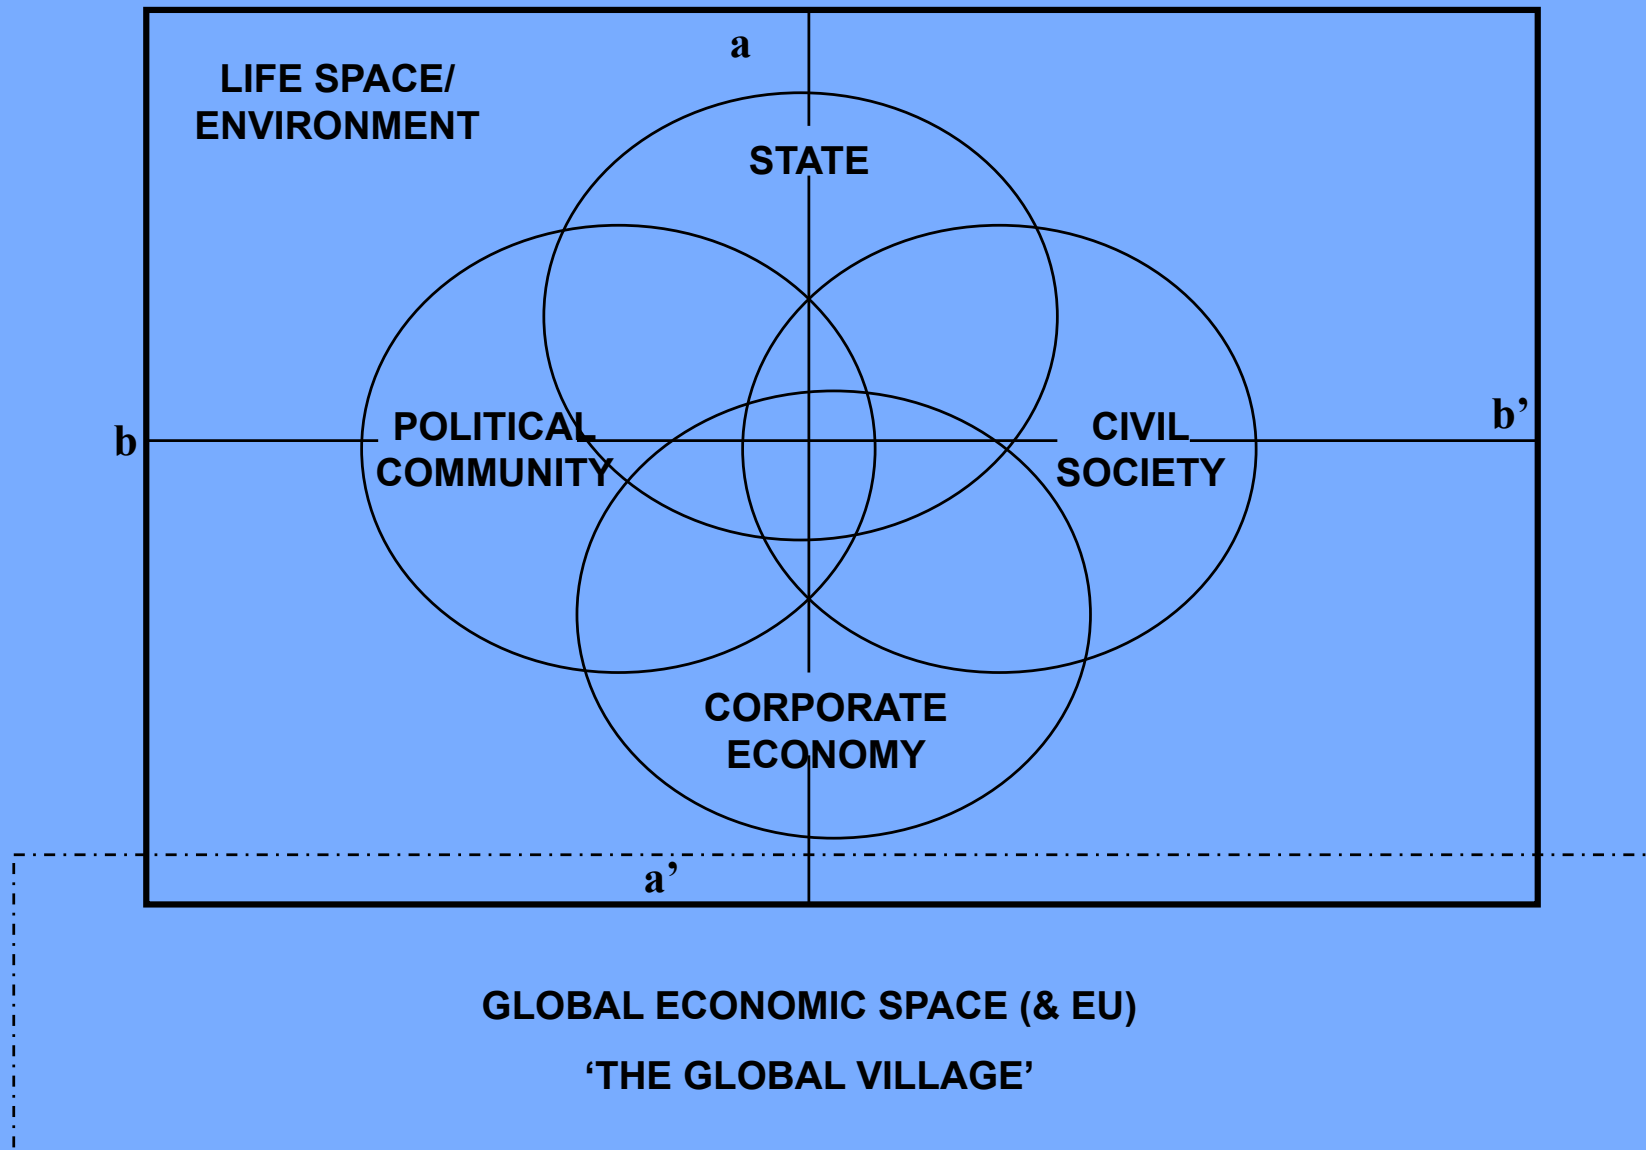 a
LIFE SPACE/
ENVIRONMENT
STATE
b
POLITICAL
COMMUNITY
CIVIL
SOCIETY
b’
CORPORATE
ECONOMY
a’
GLOBAL ECONOMIC SPACE (& EU)
‘THE GLOBAL VILLAGE’